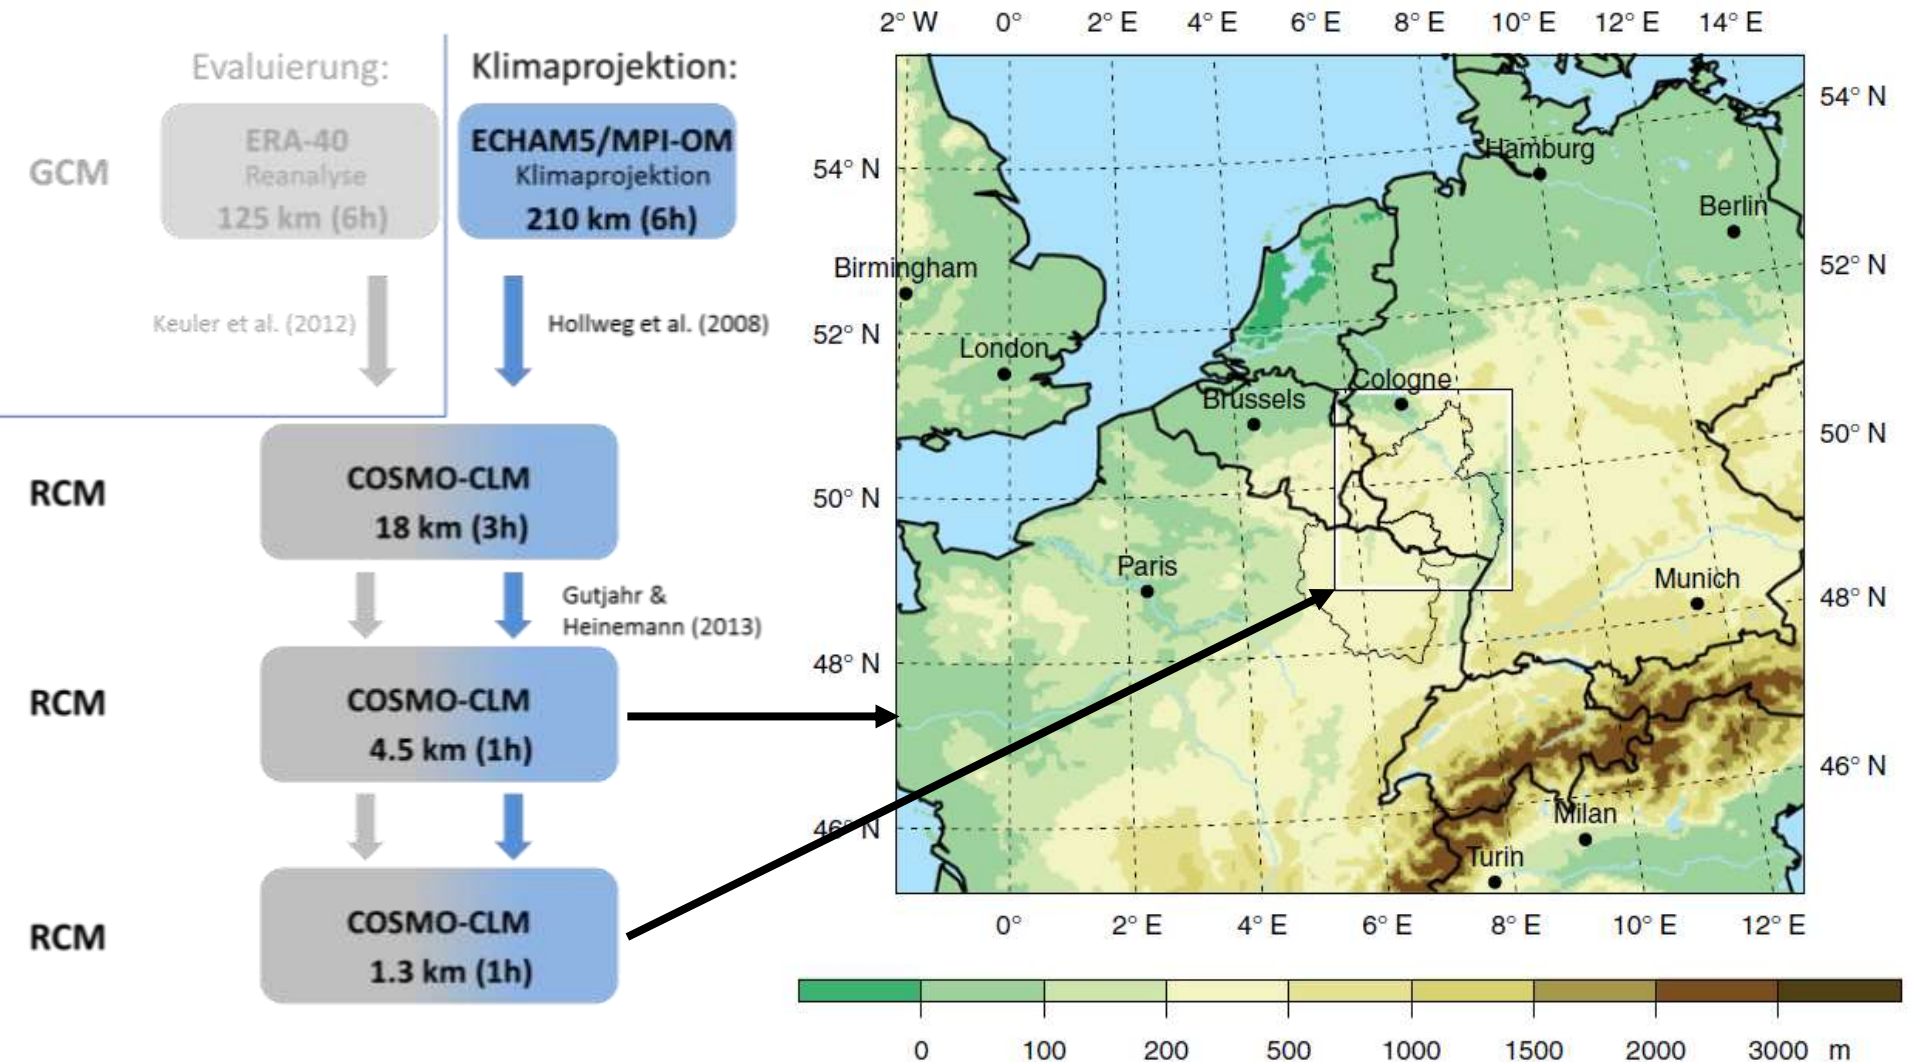 Evaluierung:
Klimaprojektion:
GCM
ERA-40
Reanalyse
125 km (6h)
ECHAM5/MPI-OM
Klimaprojektion
210 km (6h)
Keuler et al. (2012)
Hollweg et al. (2008)
RCM
COSMO-CLM
18 km (3h)
Gutjahr &
Heinemann (2013)
RCM
COSMO-CLM
4.5 km (1h)
RCM
COSMO-CLM
1.3 km (1h)
2° W 0° 2° E 4° E 6° E 8° E 10° E 12° E 14° E
54° N
52° N
50° N
48° N
46° N
54° N
52° N
50° N
48° N
46° N
Hamburg
Berlin
Birmingham
London
Cologne
Brussels
Paris
Munich
Milan
Turin
0° 2° E 4° E 6° E 8° E 10° E 12° E
0 100 200 500 1000 1500 2000 3000 m